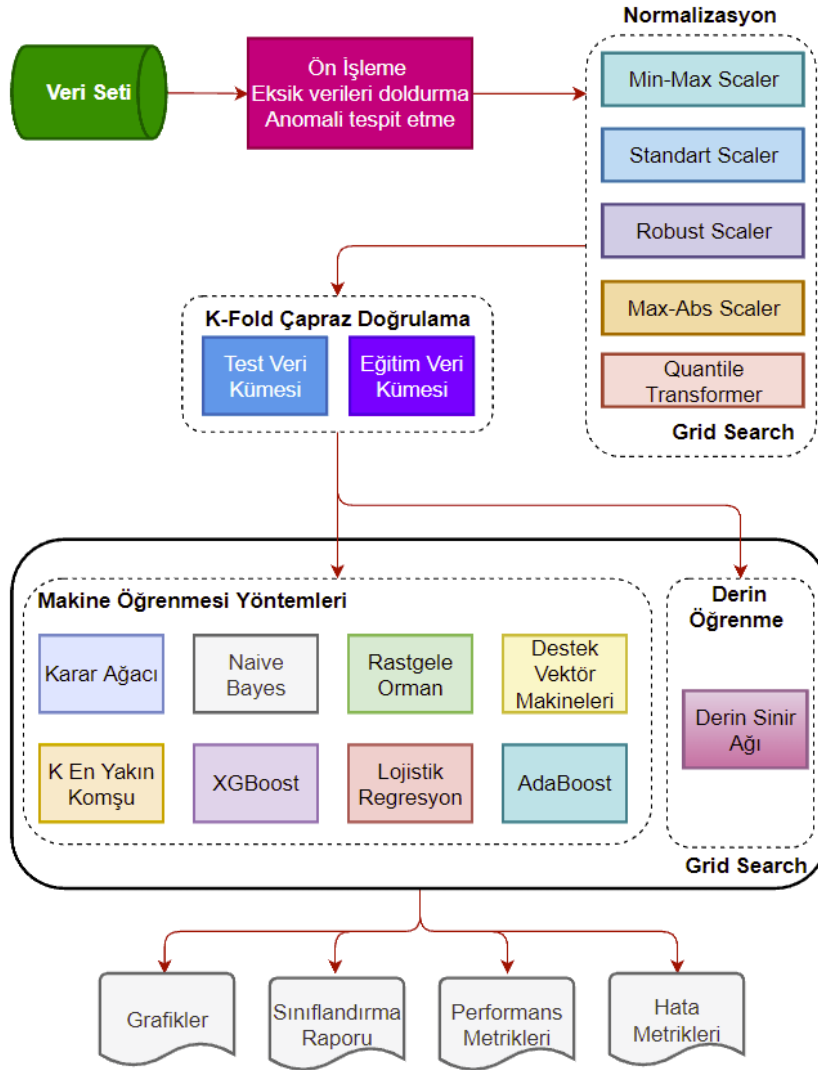 Normalizasyon
Veri Seti
Ön İşleme
Eksik verileri doldurma
Anomali tespit etme
Min-Max Scaler
Standart Scaler
Robust Scaler
Max-Abs Scaler
Quantile
Transformer
Grid Search
K-Fold Çapraz Doğrulama
Test Veri
Kümesi
Eğitim Veri
Kümesi
Makine Öğrenmesi Yöntemleri
Karar Ağacı
Naive
Bayes
Rastgele
Orman
Destek
Vektör
Makineleri
K En Yakın
Komşu
XGBoost
Lojistik
Regresyon
AdaBoost
Derin
Öğrenme
Derin Sinir
Ağı
Grid Search
Grafikler
Sınıflandırma
Raporu
Performans
Metrikleri
Hata
Metrikleri